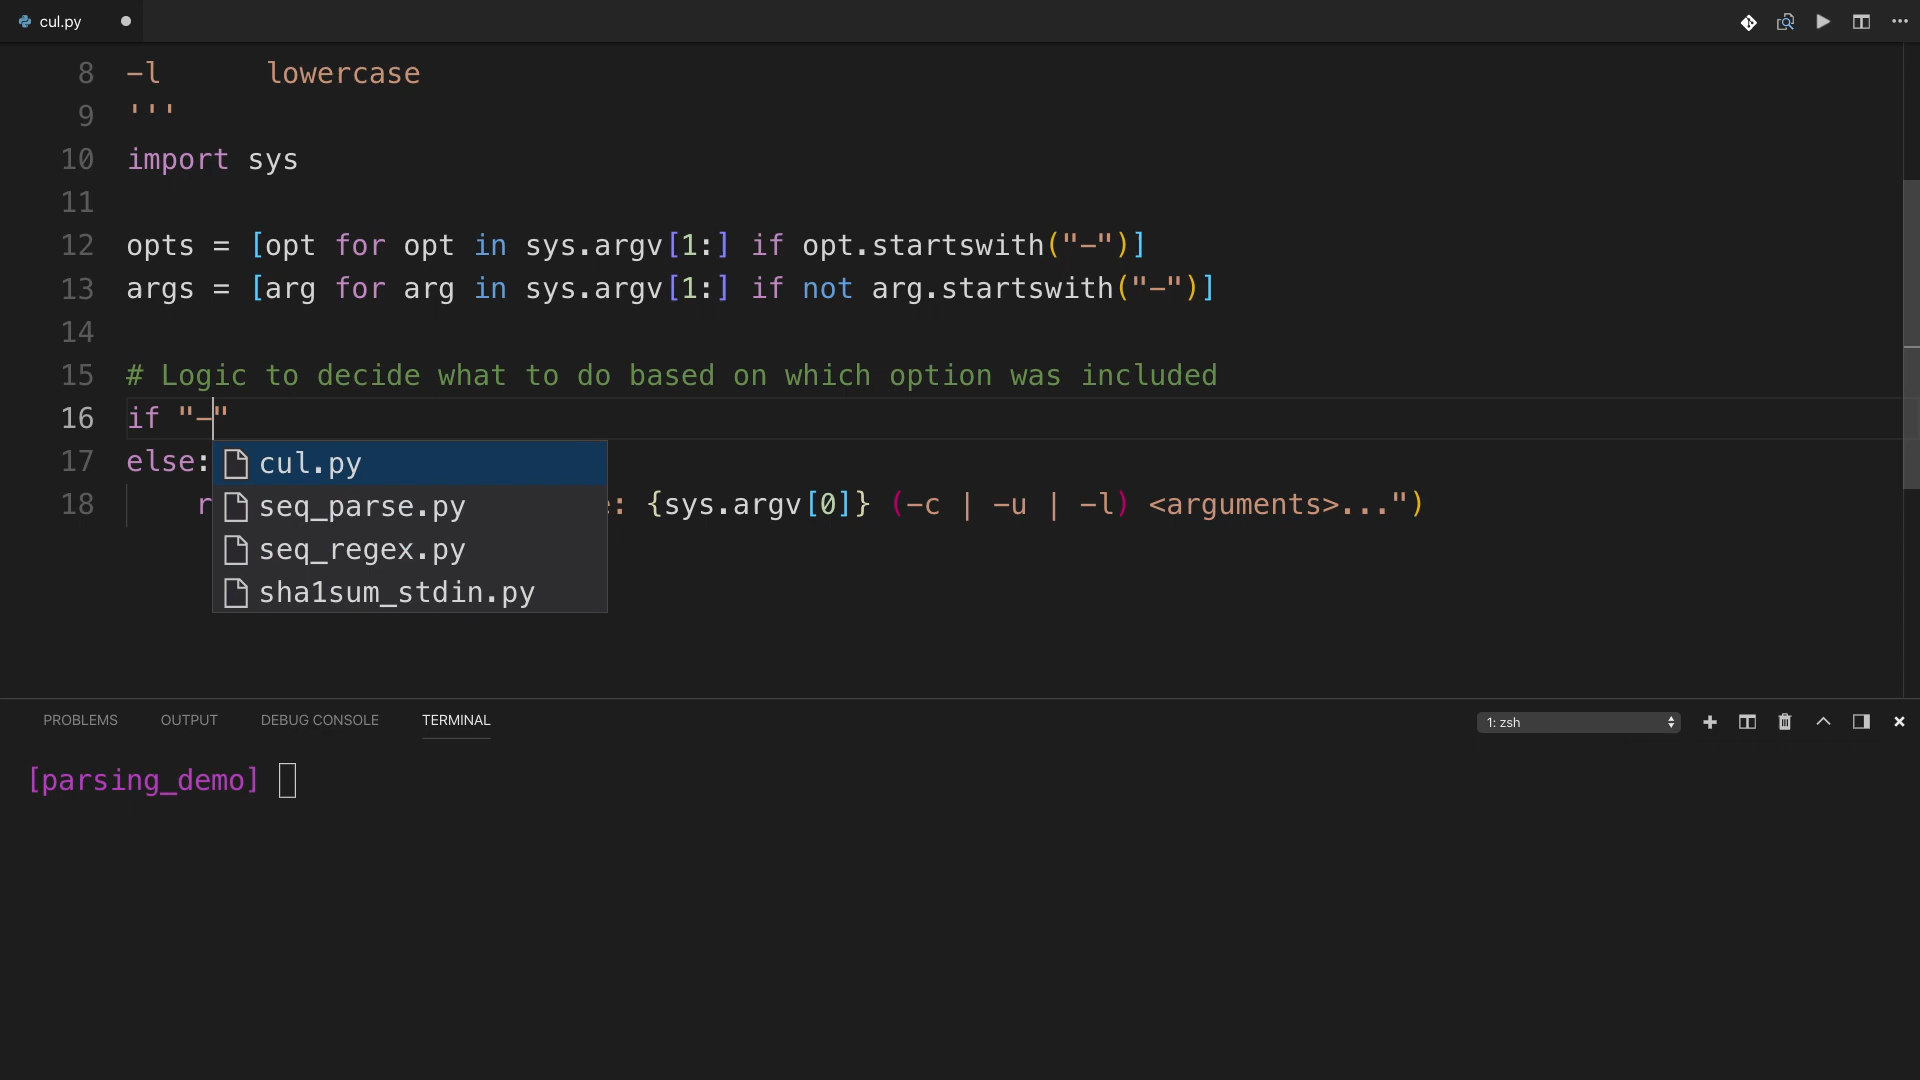 cul.py
8 -l lowercase
9 '''
10 import sys
11
12 opts = [opt for opt in sys.argv[1:] if opt.startswith("-")]
13 args = [arg for arg in sys.argv[1:] if not arg.startswith("-")]
14
15 # Logic to decide what to do based on which option was included
16 if "-"
17 else:
cul.py
seq_parse.py
18 r : {sys.argv[0]} (-c | -u | -l) <arguments>...")
seq_regex.py
sha1sum_stdin.py
PROBLEMS OUTPUT DEBUG CONSOLE TERMINAL 1: zsh
[parsing_demo]